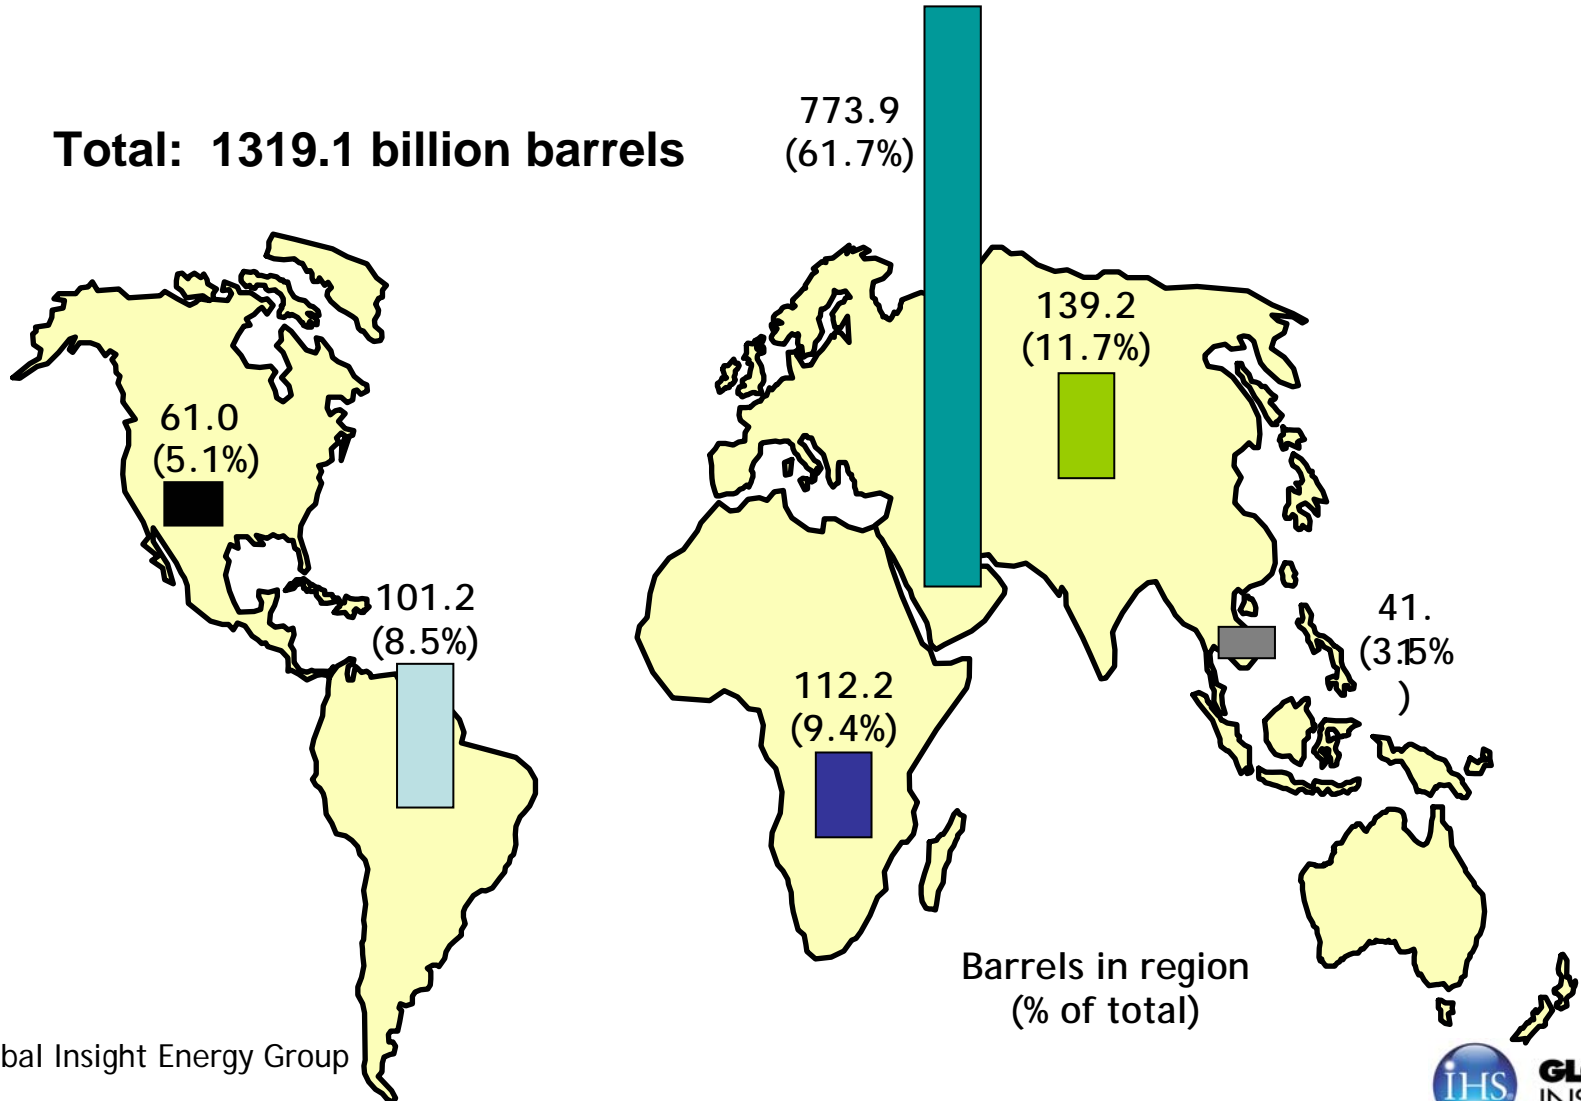 Total: 1319.1 billion barrels
773.9
(61.7%)
139.2
(11.7%)
61.0
(5.1%)
101.2
(8.5%)
41.
1
(3.5%
)
112.2
(9.4%)
Barrels in region
(% of total)
bal Insight Energy Group
IHS